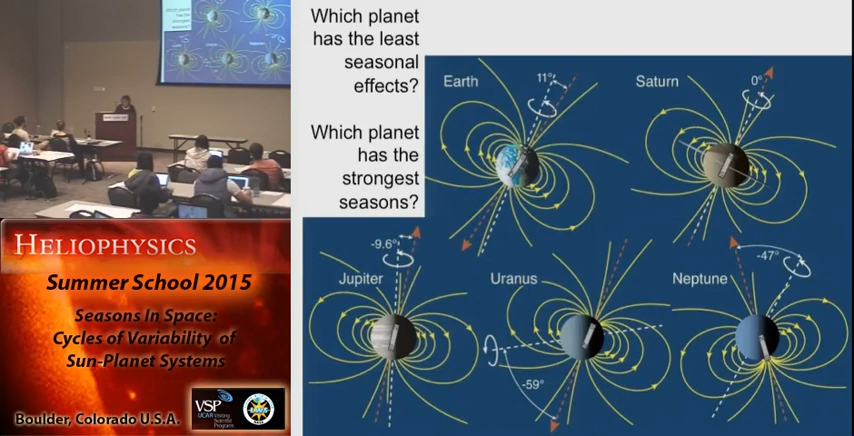 Which planet
has the least
seasonal
effects?
Which planet
has the
strongest
seasons?
Earth
11°
Saturn
0°
-9.6°
Jupiter
Uranus
-59°
Neptune
-47°
HELIOPHYSICS
Summer School 2015
Seasons In Space:
Cycles of Variability of
Sun-Planet Systems
Boulder, Colorado U.S.A.
VSP
UCAR Visiting
Scientist
Programs